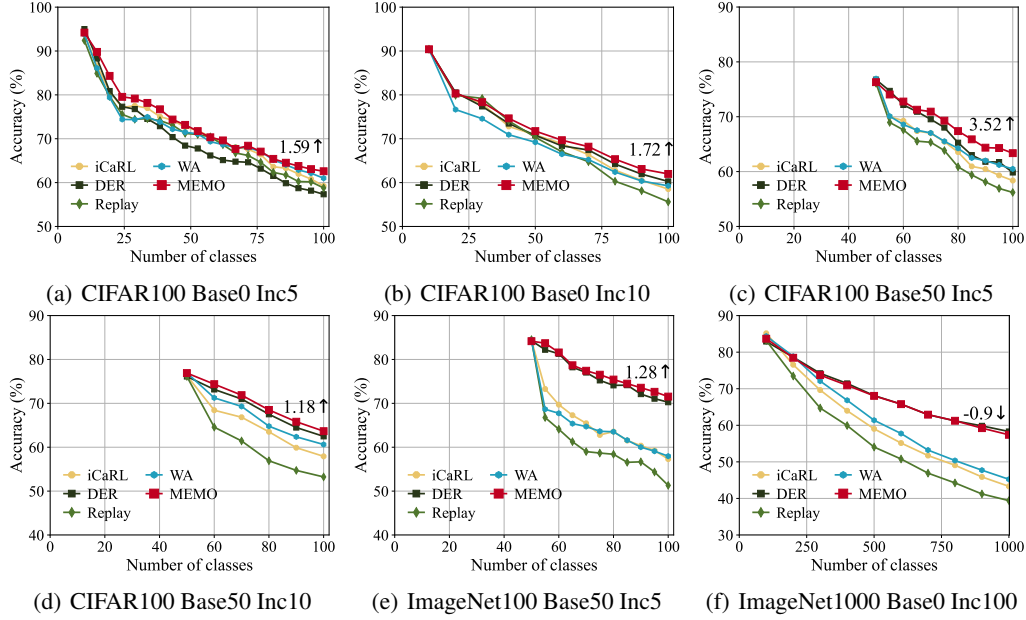 100
90
80
70
60
50
0
25
50
75
100
Accuracy (%)
Number of classes
1.59↑
iCaRL
WA
DER
MEMO
Replay
(a) CIFAR100 Base0 Inc5
100
90
80
70
60
50
0
25
50
75
100
Accuracy (%)
Number of classes
1.72↑
iCaRL
WA
DER
MEMO
Replay
(b) CIFAR100 Base0 Inc10
90
80
70
60
50
0
20
40
60
80
100
Accuracy (%)
Number of classes
3.52↑
iCaRL
WA
DER
MEMO
Replay
(c) CIFAR100 Base50 Inc5
90
80
70
60
50
40
0
20
40
60
80
100
Accuracy (%)
Number of classes
1.18↑
iCaRL
WA
DER
MEMO
Replay
(d) CIFAR100 Base50 Inc10
90
80
70
60
50
40
0
20
40
60
80
100
Accuracy (%)
Number of classes
1.28↑
iCaRL
WA
DER
MEMO
Replay
(e) ImageNet100 Base50 Inc5
90
80
70
60
50
40
30
0
250
500
750
1000
Accuracy (%)
Number of classes
-0.9↓
iCaRL
WA
DER
MEMO
Replay
(f) ImageNet1000 Base0 Inc100